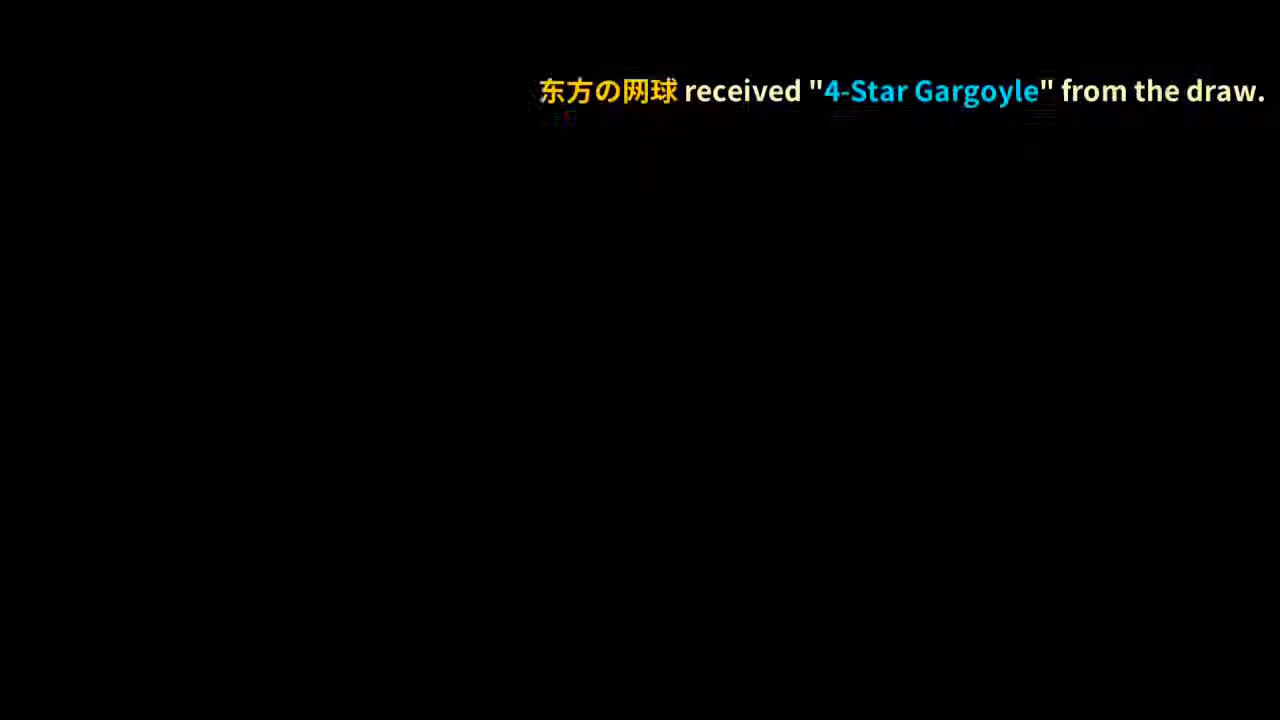 东方の网球 received "4-Star Gargoyle" from the draw.